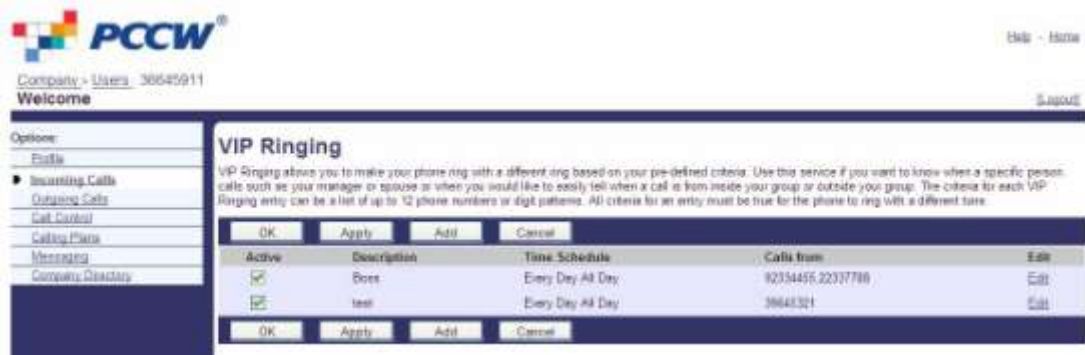 PCCW®
Help - Home
Company > Users 36645911
Welcome
[Logout]
Options:
Profile
Incoming Calls
Outgoing Calls
Call Control
Calling Plans
Messaging
Company Directory
VIP Ringing
VIP Ringing allows you to make your phone ring with a different ring based on your pre-defined criteria. Use this service if you want to know when a specific person
calls such as your manager or spouse or when you would like to easily tell when a call is from inside your group or outside your group. The criteria for each VIP
Ringing entry can be a list of up to 12 phone numbers or digit patterns. All criteria for an entry must be true for the phone to ring with a different tone.
OK Apply Add Cancel
Active Description Time Schedule Calls from Edit
Boss Every Day All Day Edit
test Every Day All Day Edit
OK Apply Add Cancel